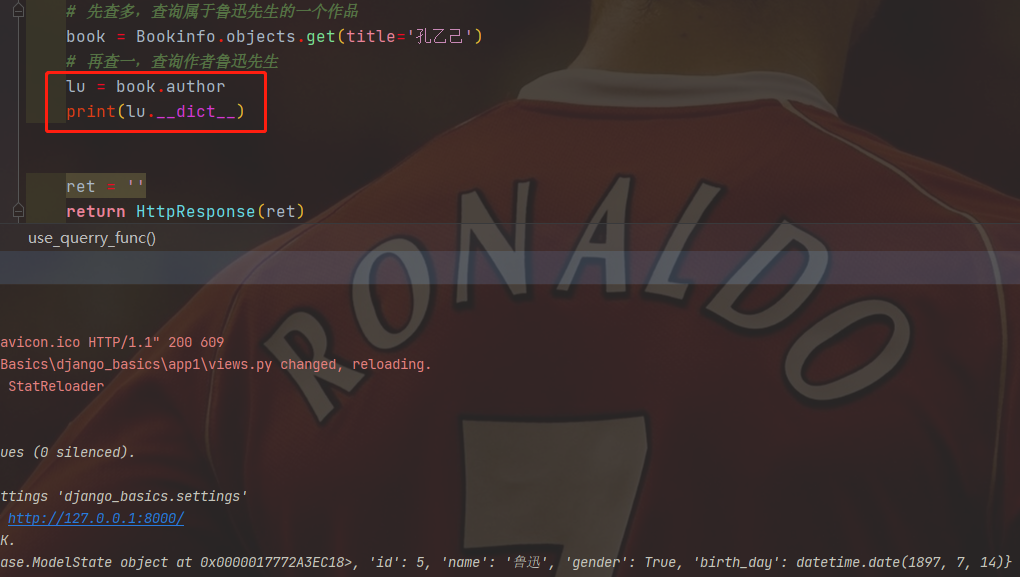 # 先查多，查询属于鲁迅先生的一个作品
book = Bookinfo.objects.get(title='孔乙己')
# 再查一，查询作者鲁迅先生
lu = book.author
print(lu.__dict__)
ret = ''
return HttpResponse(ret)
use_querry_func()
RONALDO
7
avicon.ico HTTP/1.1" 200 609
Basics\django_basics\app1\views.py changed, reloading.
StatReloader
ues (0 silenced).
ttings 'django_basics.settings'
http://127.0.0.1:8000/
K.
ase.ModelState object at 0x0000017772A3EC18>, 'id': 5, 'name': '鲁迅', 'gender': True, 'birth_day': datetime.date(1897, 7, 14)}